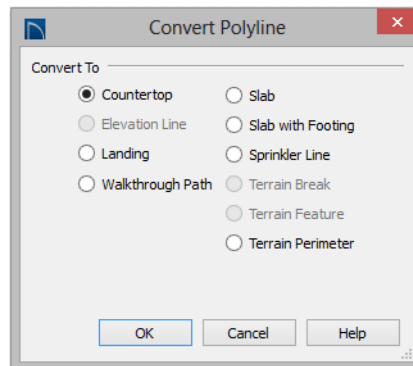 Convert Polyline
Convert To
Countertop
Elevation Line
Landing
Walkthrough Path
Slab
Slab with Footing
Sprinkler Line
Terrain Break
Terrain Feature
Terrain Perimeter
OK
Cancel
Help